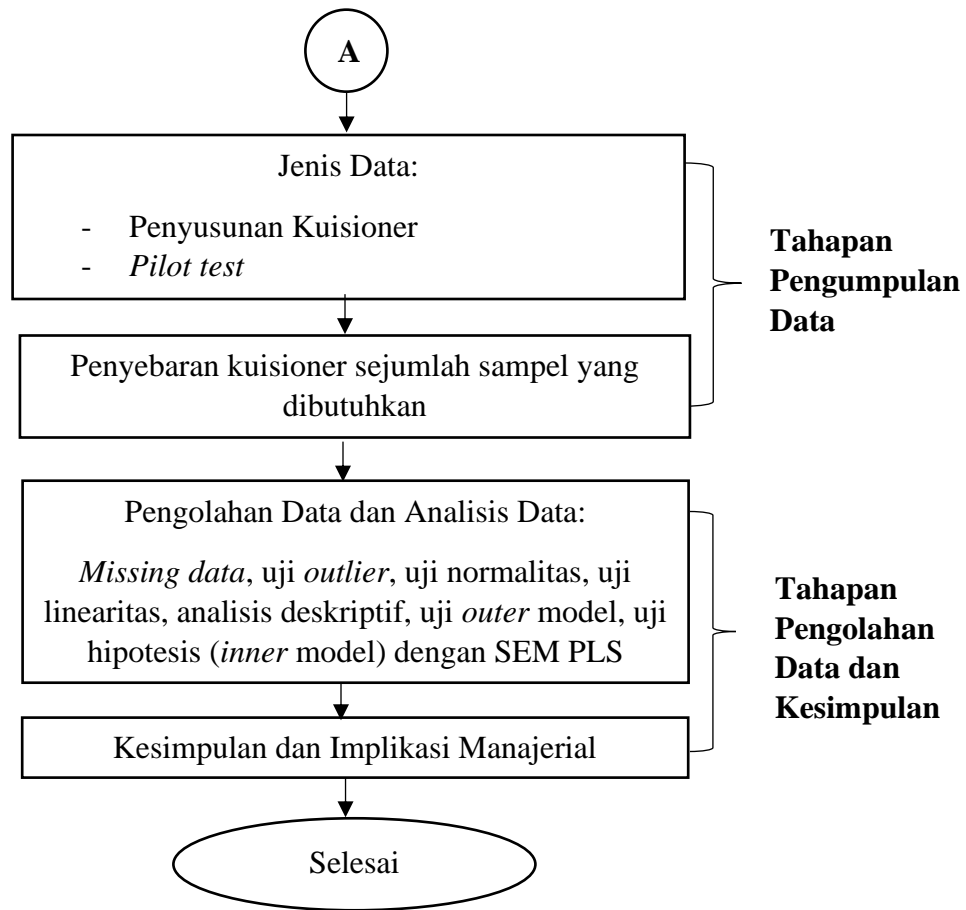 A
Jenis Data:
- Penyusunan Kuisioner
- Pilot test
Tahapan
Pengumpulan
Data
Penyebaran kuisioner sejumlah sampel yang
dibutuhkan
Pengolahan Data dan Analisis Data:
Missing data, uji outlier, uji normalitas, uji
linearitas, analisis deskriptif, uji outer model, uji
hipotesis (inner model) dengan SEM PLS
Tahapan
Pengolahan
Data dan
Kesimpulan
Kesimpulan dan Implikasi Manajerial
Selesai